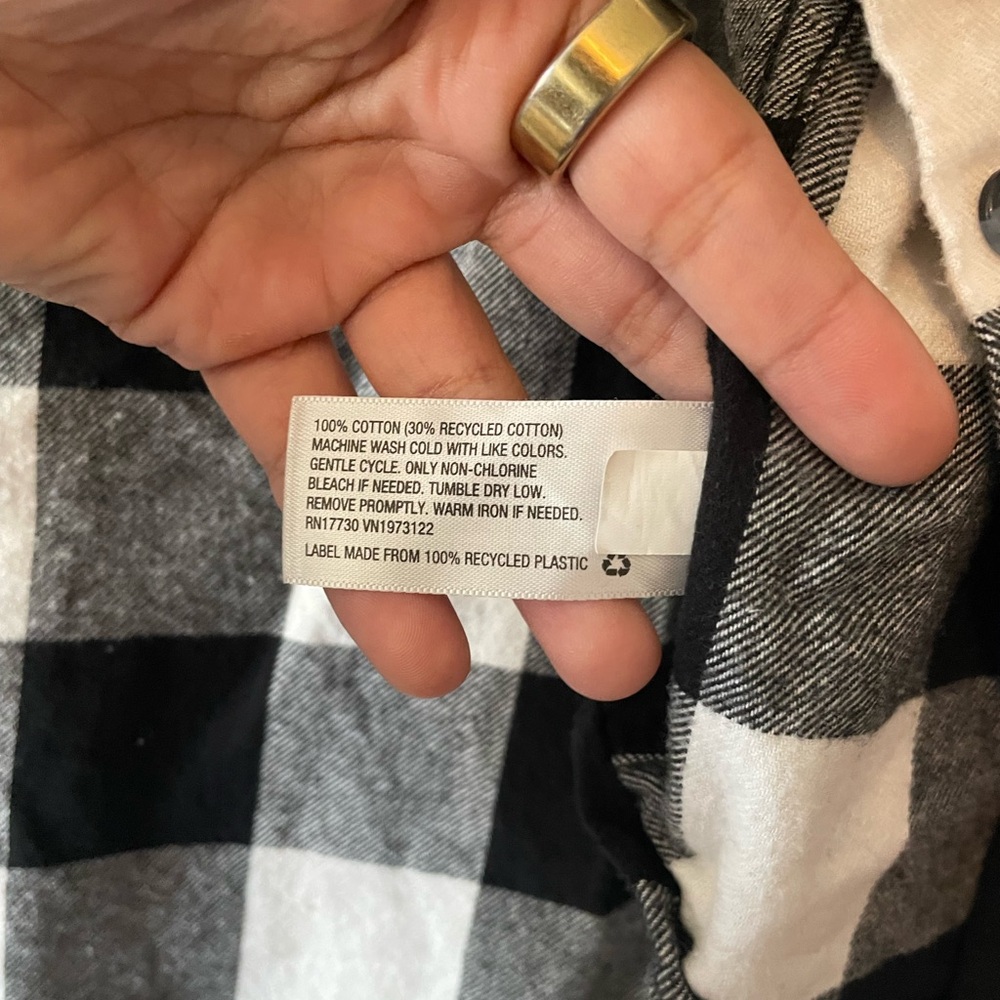 100% COTTON (30% RECYCLED COTTON)
MACHINE WASH COLD WITH LIKE COLORS.
GENTLE CYCLE. ONLY NON-CHLORINE
BLEACH IF NEEDED. TUMBLE DRY LOW.
REMOVE PROMPTLY. WARM IRON IF NEEDED.
RN17730 VN1973122
LABEL MADE FROM 100% RECYCLED PLASTIC